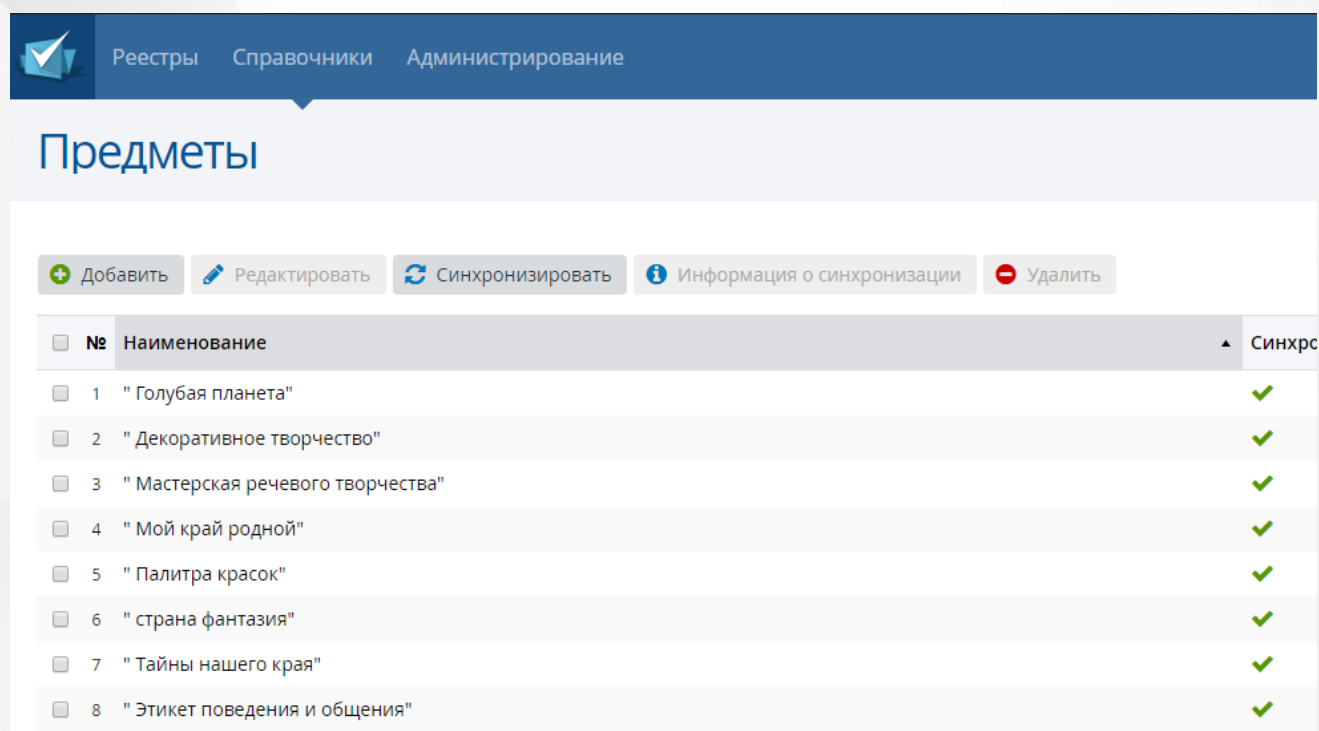 Реестры Справочники Администрирование
Предметы
Добавить Редактировать Синхронизировать Информация о синхронизации Удалить
№ Наименование Синхро
1 " Голубая планета"
2 " Декоративное творчество"
3 " Мастерская речевого творчества"
4 " Мой край родной"
5 " Палитра красок"
6 " страна фантазия"
7 " Тайны нашего края"
8 " Этикет поведения и общения"